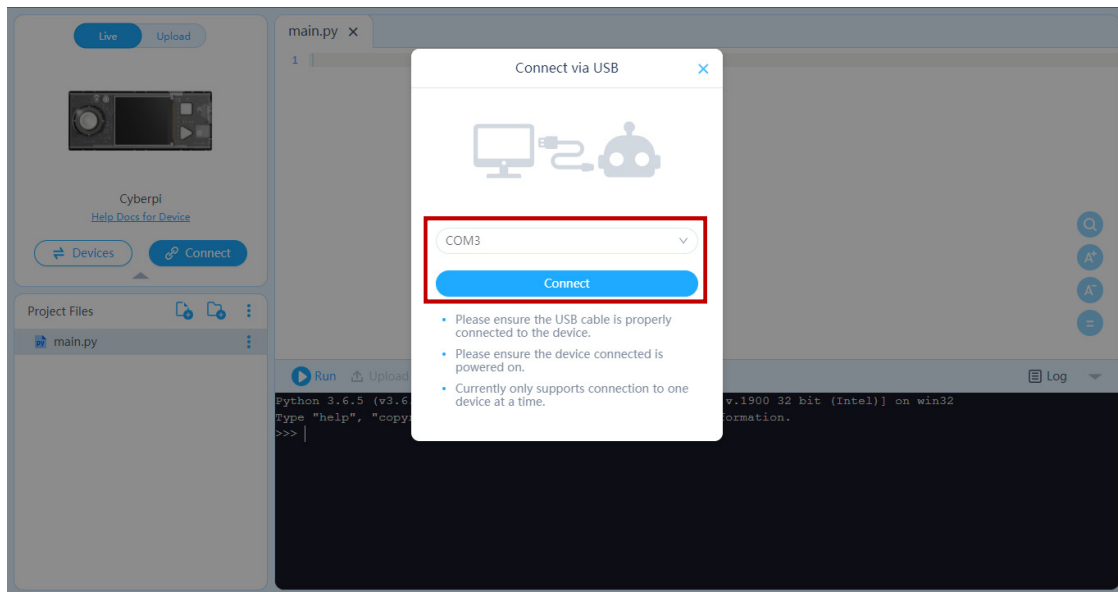 Live Upload
Cyberpi
Help Docs for Device
Devices Connect
Project Files
main.py
main.py
1
Connect via USB
COM3
Connect
Please ensure the USB cable is properly
connected to the device.
Please ensure the device connected is
powered on.
Currently only supports connection to one
device at a time.
Run Upload
Log
Python 3.6.5 (v3.6 v.1900 32 bit (Intel)] on win32
Type "help", "copy ormation.
>>>
A+
A-
=